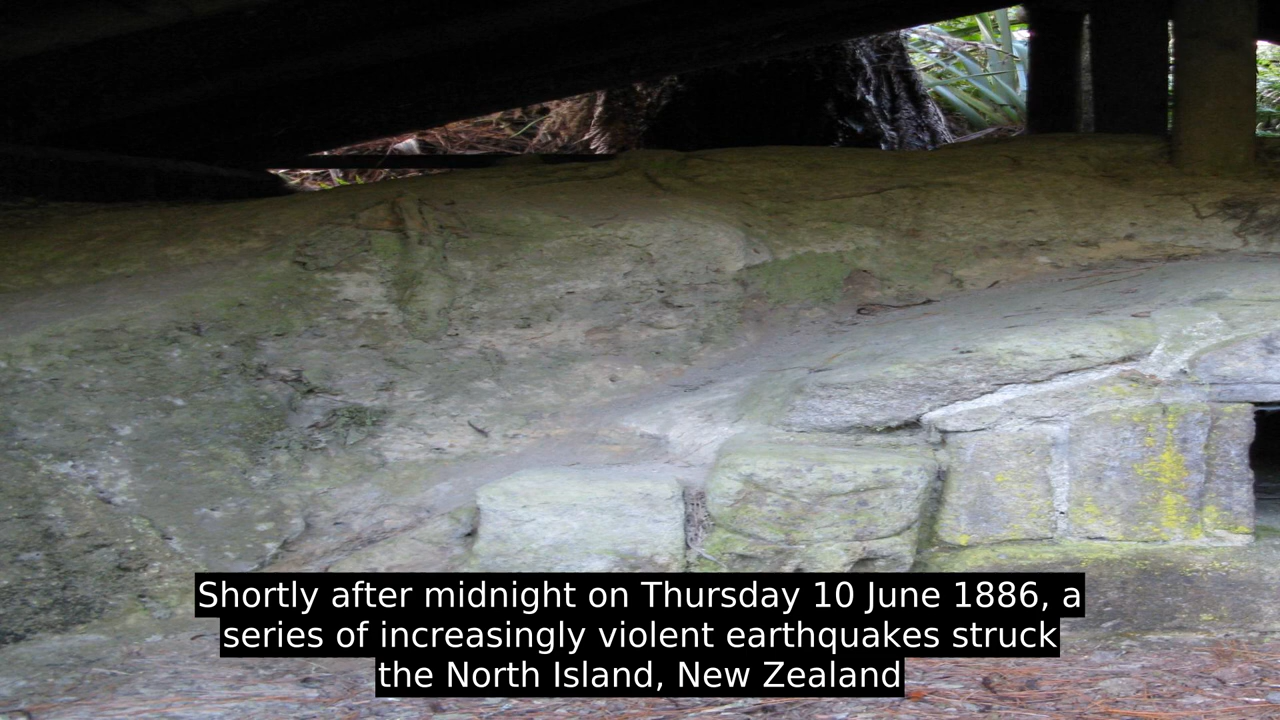 Shortly after midnight on Thursday 10 June 1886, a
series of increasingly violent earthquakes struck
the North Island, New Zealand